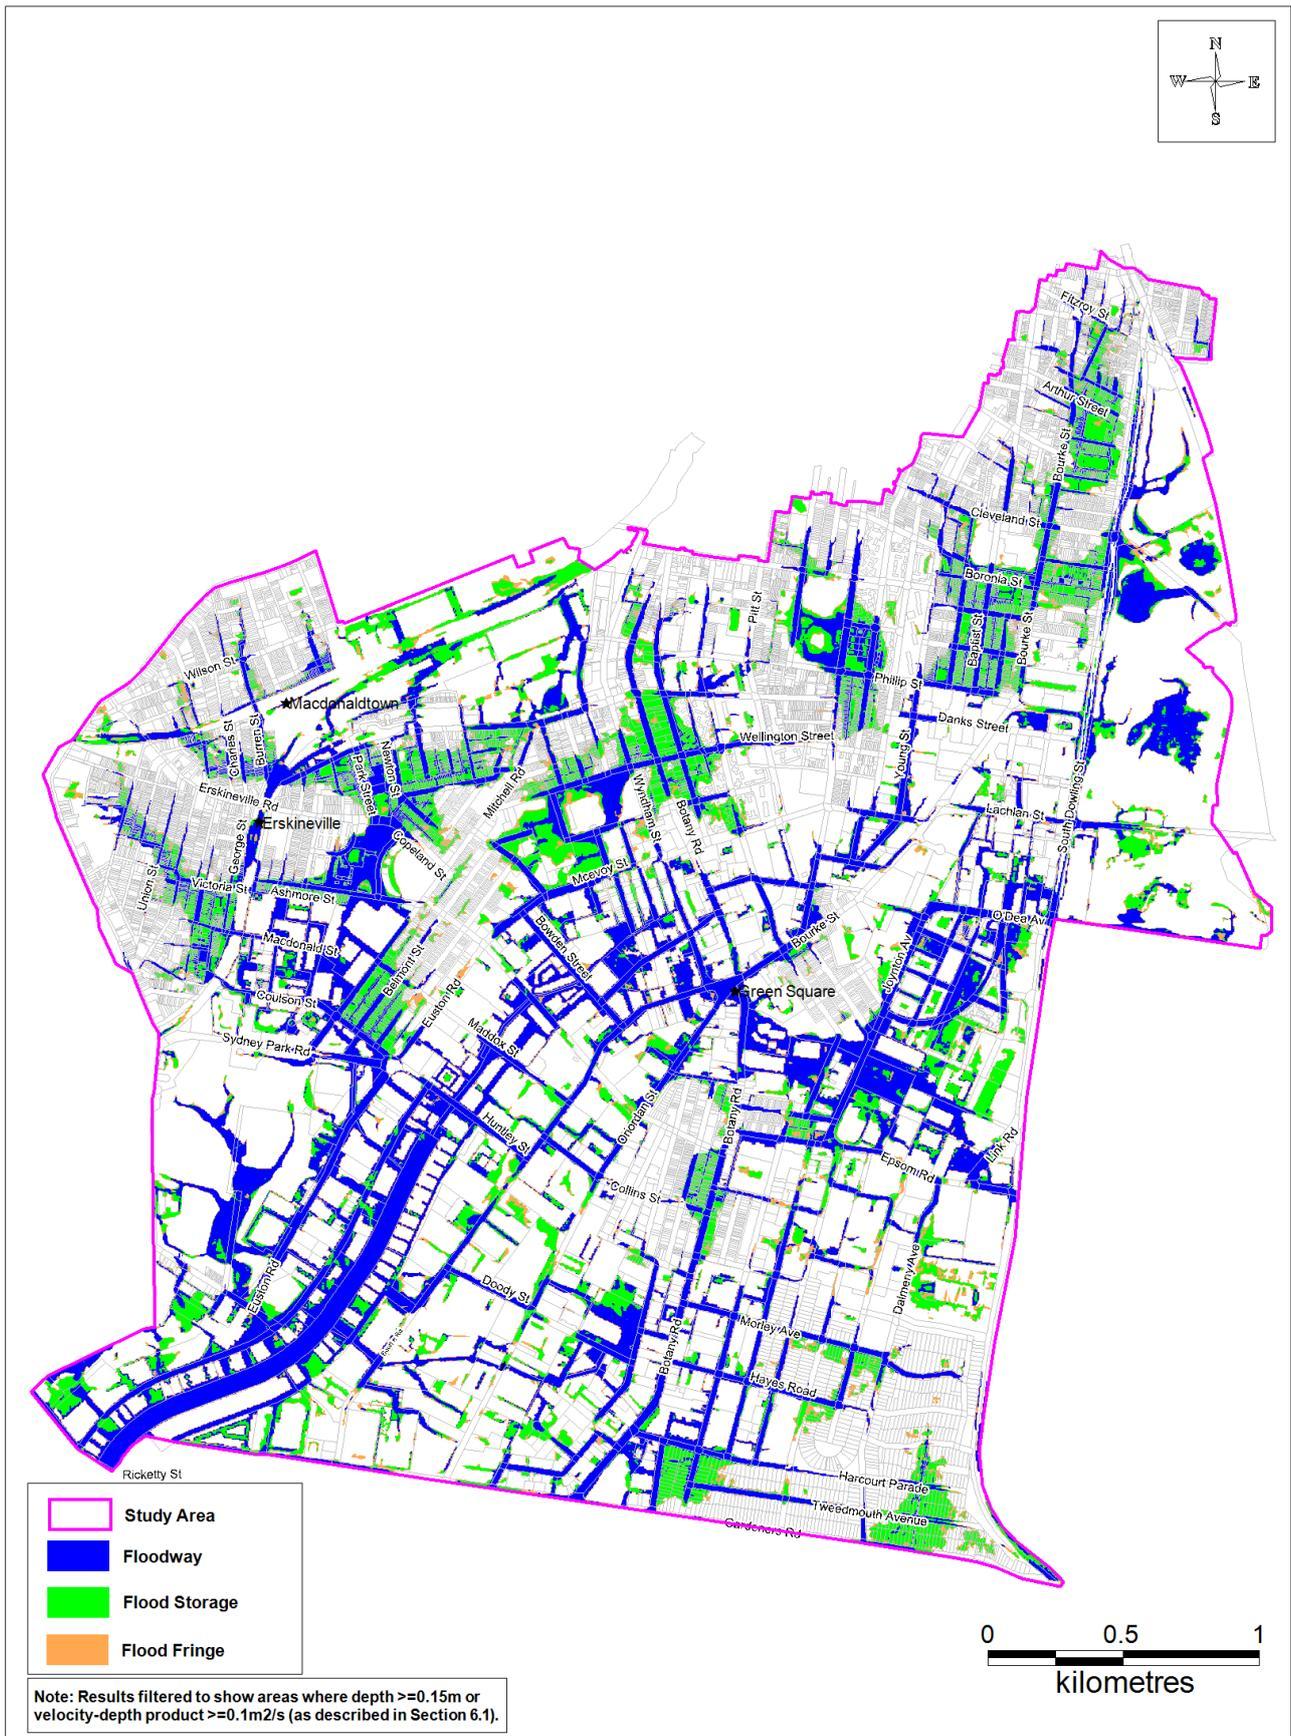 N
W E
S
Fitzroy St
Arthur Street
Bourke St
Cleveland St
Boronia St
Baptist St
Bourke St
Pitt St
Phillip St
Wilson St
Macdonaldtown
Charles St
Burren St
Newton St
Park Street
Danks Street
Wellington Street
Young St
Mitchell Rd
Erskineville Rd
Erskineville
George St
Copeland St
Wyndham St
Botany Rd
Lachlan St
South Dowling St
Mcevoy St
Union St
Victoria St
Ashmore St
Macdonald St
Belmont St
Bowden Street
Bourke St
O'Dea Av
Joynton Av
Coulson St
Euston Rd
Green Square
Sydney Park Rd
Maddox St
Huntley St
Oriordan St
Botany Rd
Link Rd
Epsom Rd
Collins St
Euston Rd
Doody St
Dalmeny Ave
Morley Ave
Botany Rd
Hayes Road
Harcourt Parade
Tweedmouth Avenue
Gardeners Rd
Ricketty St
Study Area
Floodway
Flood Storage
Flood Fringe
0 0.5 1
kilometres
Note: Results filtered to show areas where depth >=0.15m or
velocity-depth product >=0.1m2/s (as described in Section 6.1).